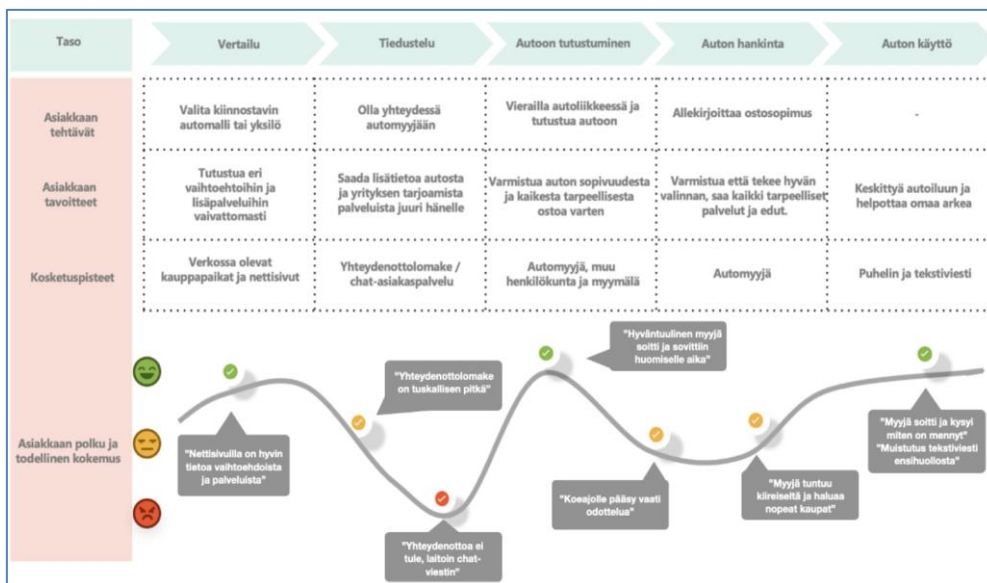 Taso
Vertailu
Tiedustelu
Autoon tutustuminen
Auton hankinta
Auton käyttö
Asiakkaan
tehtävät
Valita kiinnostavin
automalli tai yksilö
Olla yhteydessä
automyyjään
Vierailla autoliikkeessä ja
tutustua autoon
Allekirjoittaa ostosopimus
-
Asiakkaan
tavoitteet
Tutustua eri
vaihtoehtoihin ja
lisäpalveluihin
vaivattomasti
Saada lisätietoa autosta
ja yrityksen tarjoamista
palveluista juuri hänelle
Varmistua auton sopivuudesta
ja kaikesta tarpeellisesta
ostoa varten
Varmistua että tekee hyvän
valinnan, saa kaikki tarpeelliset
palvelut ja edut.
Keskittyä autoiluun ja
helpottaa omaa arkea
Kosketuspisteet
Verkossa olevat
kauppapaikat ja nettisivut
Yhteydenottolomake /
chat-asiakaspalvelu
Automyyjä, muu
henkilökunta ja myymälä
Automyyjä
Puhelin ja tekstiviesti
Asiakkaan polku ja
todellinen kokemus
"Nettisivuilla on hyvin
tietoa vaihtoehdoista
ja palveluista"
"Yhteydenottolomake
on tuskallisen pitkä"
"Yhteydenottoa ei
tule, laitoin chat-
viestin"
"Hyväntuulinen myyjä
soitti ja sovittiin
huomiselle aika"
"Koeajolle pääsy vaati
odottelua"
"Myyjä tuntuu
kiireiseltä ja haluaa
nopeat kaupat"
"Myyjä soitti ja kysyi
miten on mennyt"
"Muistutus tekstiviesti
ensihuollosta"